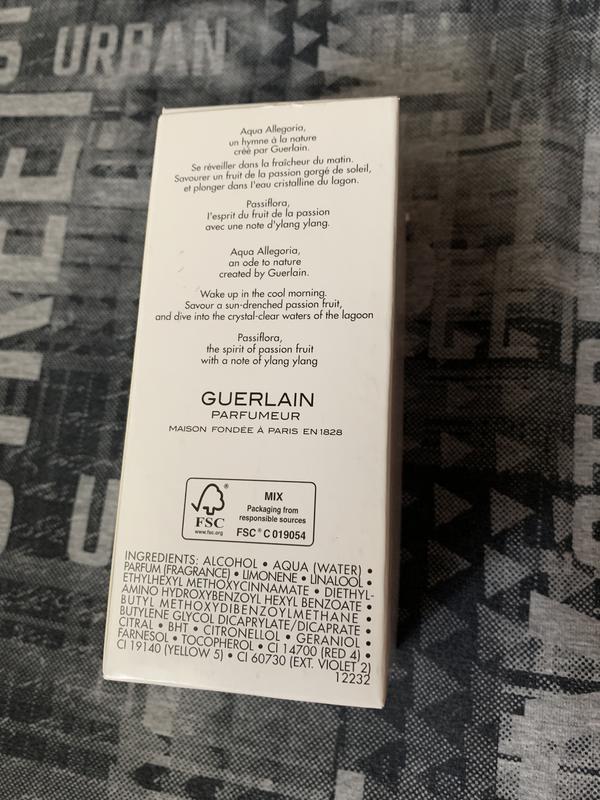 URBAN
Aqua Allegoria,
un hymne à la nature
créé par Guerlain.
Se réveiller dans la fraîcheur du matin.
Savourer un fruit de la passion gorgé de soleil,
et plonger dans l'eau cristalline du lagon.
Passiflora,
l'esprit du fruit de la passion
avec une note d'ylang ylang.
Aqua Allegoria,
an ode to nature
created by Guerlain.
Wake up in the cool morning.
Savour a sun-drenched passion fruit,
and dive into the crystal-clear waters of the lagoon
Passiflora,
the spirit of passion fruit
with a note of ylang ylang
GUERLAIN
PARFUMEUR
MAISON FONDÉE À PARIS EN 1828
FSC
www.fsc.org
MIX
Packaging from
responsible sources
FSC® C019054
INGREDIENTS: ALCOHOL • AQUA (WATER) •
PARFUM (FRAGRANCE) • LIMONENE • LINALOOL •
ETHYLHEXYL METHOXYCINNAMATE • DIETHYL-
AMINO HYDROXYBENZOYL HEXYL BENZOATE •
BUTYL METHOXYDIBENZOYLMETHANE •
BUTYLENE GLYCOL DICAPRYLATE/DICAPRATE •
CITRAL • BHT • CITRONELLOL • GERANIOL •
FARNESOL • TOCOPHEROL • CI 14700 (RED 4) •
CI 19140 (YELLOW 5) • CI 60730 (EXT. VIOLET 2)
12232